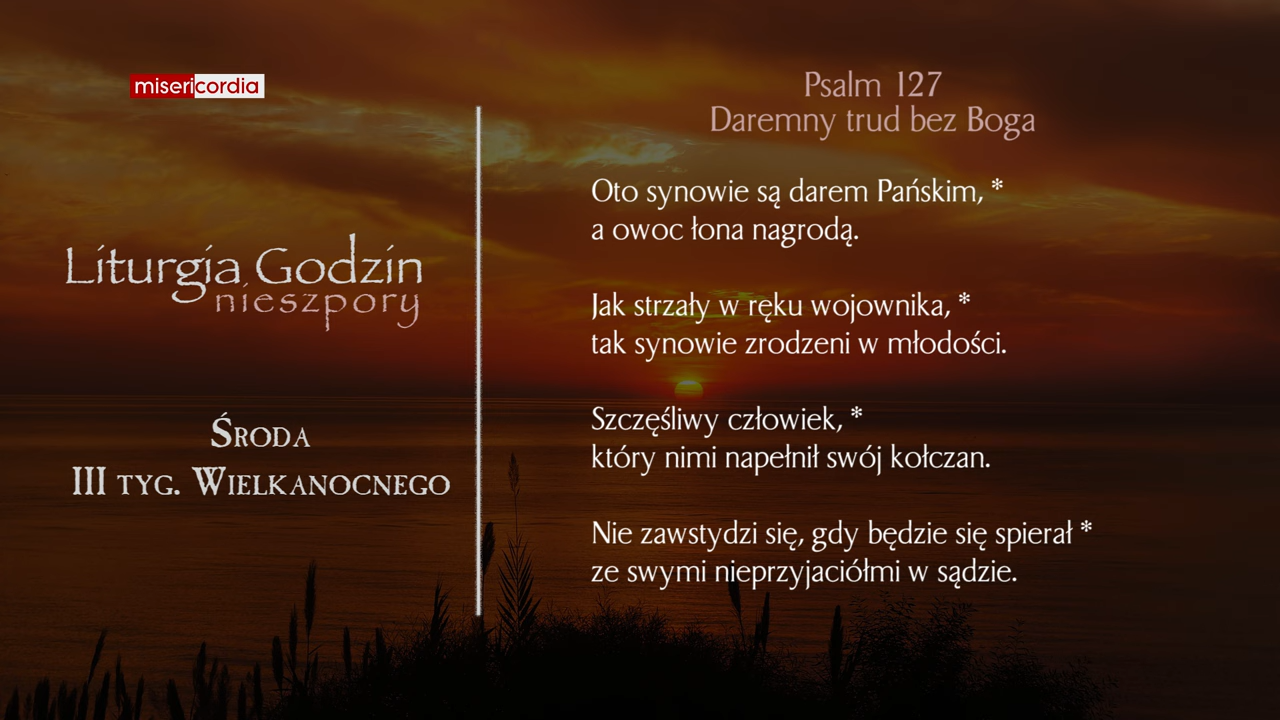 misericordia
Liturgia Godzin
nieszpory
Środa
III tyg. Wielkanocnego
Psalm 127
Daremny trud bez Boga
Oto synowie są darem Pańskim, *
a owoc łona nagrodą.
Jak strzały w ręku wojownika, *
tak synowie zrodzeni w młodości.
Szczęśliwy człowiek, *
który nimi napełnił swój kołczan.
Nie zawstydzi się, gdy będzie się spierał *
ze swymi nieprzyjaciółmi w sądzie.